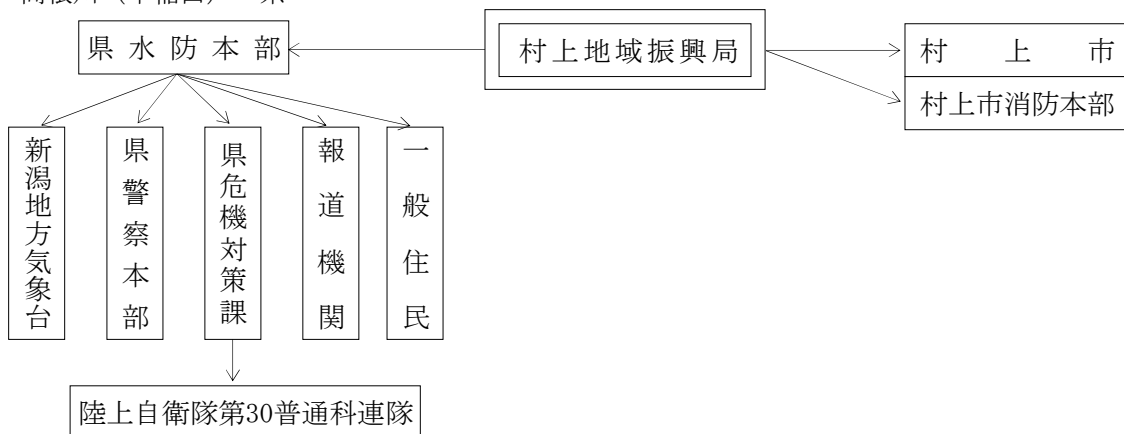 県水防本部
村上地域振興局
村上市
村上市消防本部
新潟地方気象台
県警察本部
県危機対策課
報道機関
一般住民
陸上自衛隊第30普通科連隊